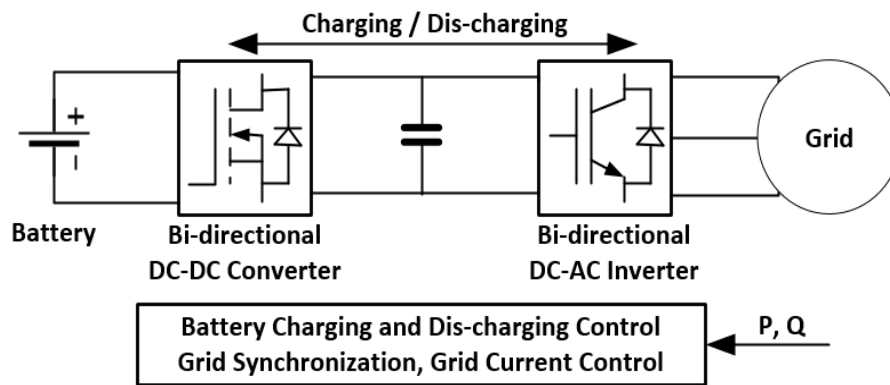 Charging / Dis-charging
+
-
Battery
Bi-directional
DC-DC Converter
Bi-directional
DC-AC Inverter
Grid
Battery Charging and Dis-charging Control
Grid Synchronization, Grid Current Control
P, Q